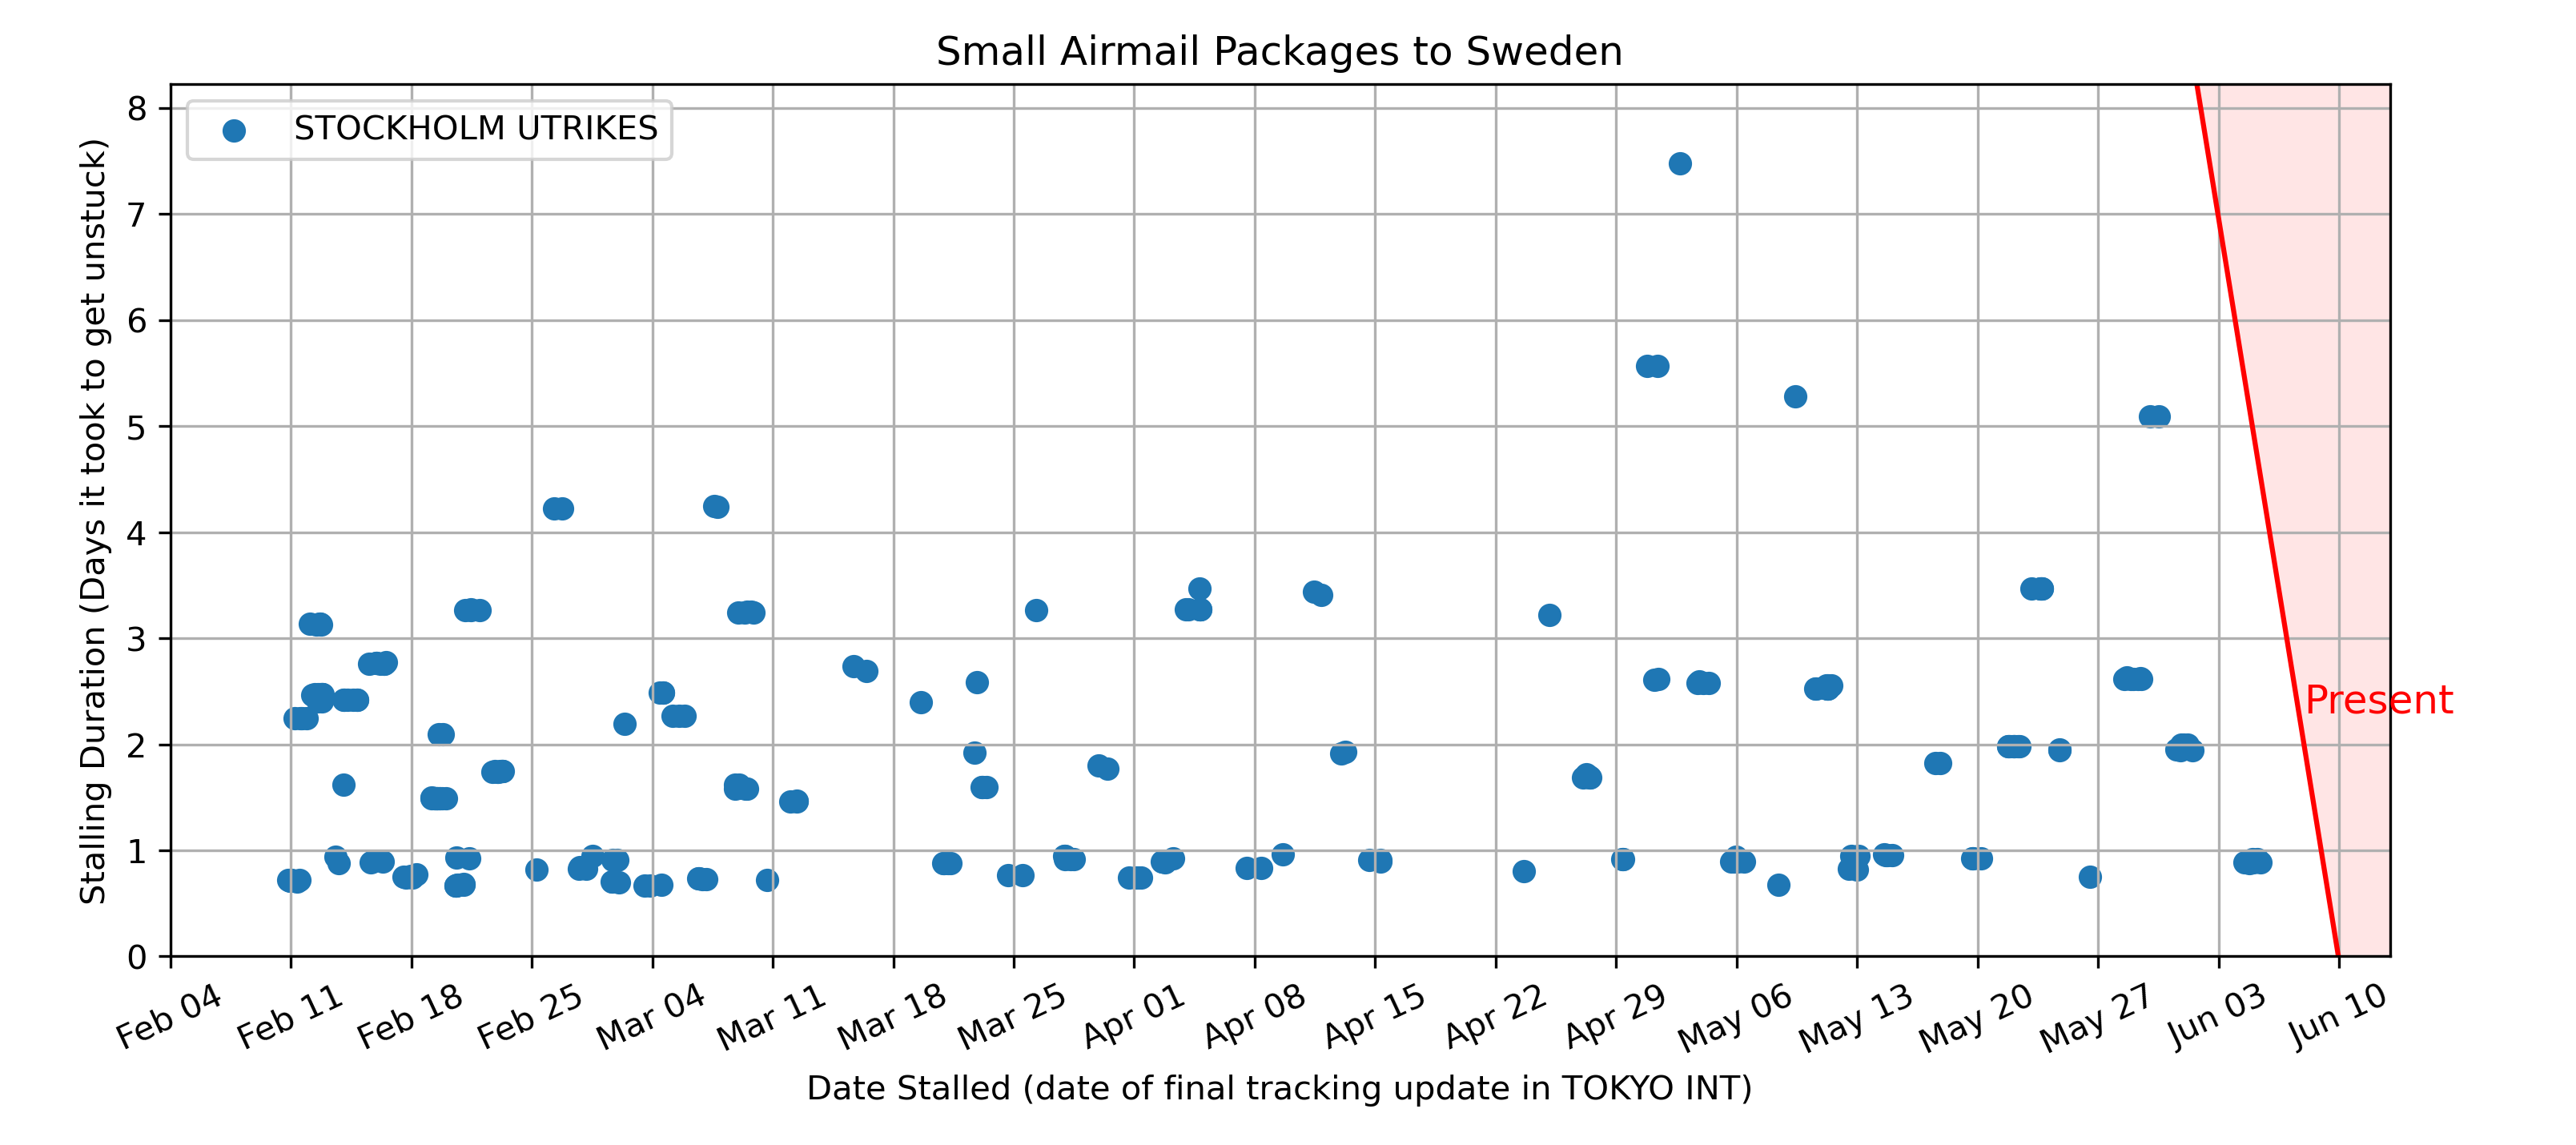 Small Airmail Packages to Sweden
STOCKHOLM UTRIKES
Stalling Duration (Days it took to get unstuck)
8
7
6
5
4
3
2
1
0
Present
Feb 04
Feb 11
Feb 18
Feb 25
Mar 04
Mar 11
Mar 18
Mar 25
Apr 01
Apr 08
Apr 15
Apr 22
Apr 29
May 06
May 13
May 20
May 27
Jun 03
Jun 10
Date Stalled (date of final tracking update in TOKYO INT)